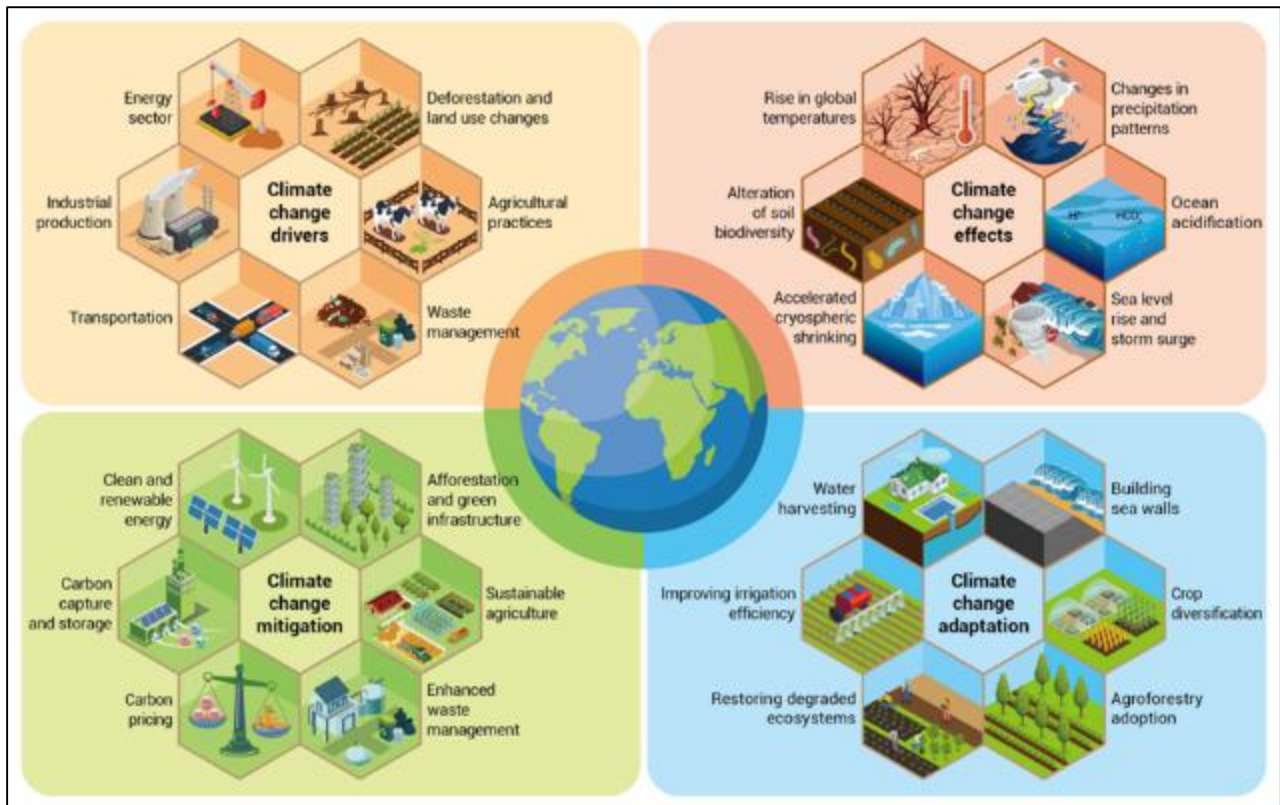 Energy
sector
Deforestation and
land use changes
Industrial
production
Climate
change
drivers
Agricultural
practices
Transportation
Waste
management
Rise in global
temperatures
Changes in
precipitation
patterns
Alteration
of soil
biodiversity
Climate
change
effects
H⁺
HCO₃
Ocean
acidification
Accelerated
cryospheric
shrinking
Sea level
rise and
storm surge
Clean and
renewable
energy
Afforestation
and green
infrastructure
Carbon
capture
and storage
Climate
change
mitigation
Sustainable
agriculture
Carbon
pricing
Enhanced
waste
management
Water
harvesting
Building
sea walls
Improving irrigation
efficiency
Climate
change
adaptation
Crop
diversification
Restoring degraded
ecosystems
Agroforestry
adoption